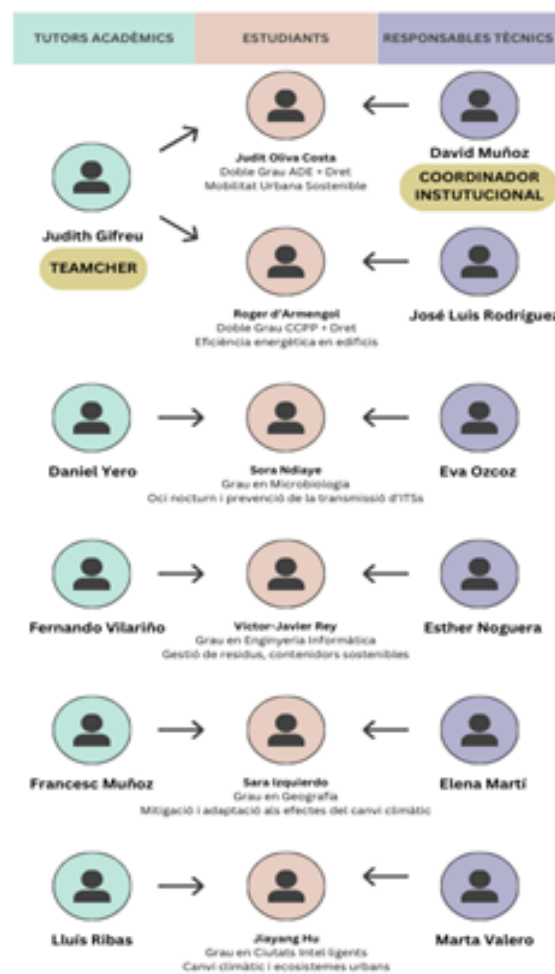 TUTORS ACADÈMICS
ESTUDIANTS
RESPONSABLES TÈCNICS
Judith Gifreu
TEAMCHER
Judit Oliva Costa
Doble Grau ADE + Dret
Mobilitat Urbana Sostenible
David Muñoz
COORDINADOR
INSTUTUCIONAL
Roger d'Armengol
Doble Grau CCPP + Dret
Eficiència energètica en edificis
José Luis Rodríguez
Daniel Yero
Sora Ndiaye
Grau en Microbiologia
Oci nocturn i prevenció de la transmissió d'ITSs
Eva Ozcoz
Fernando Vilariño
Víctor-Javier Rey
Grau en Enginyeria Informàtica
Gestió de residus, contenidors sostenibles
Esther Noguera
Francesc Muñoz
Sara Izquierdo
Grau en Geografia
Mitigació i adaptació als efectes del canvi climàtic
Elena Martí
Lluís Ribas
Jiayang Hu
Grau en Ciutats Intel·ligents
Canvi climàtic i ecosistemes urbans
Marta Valero